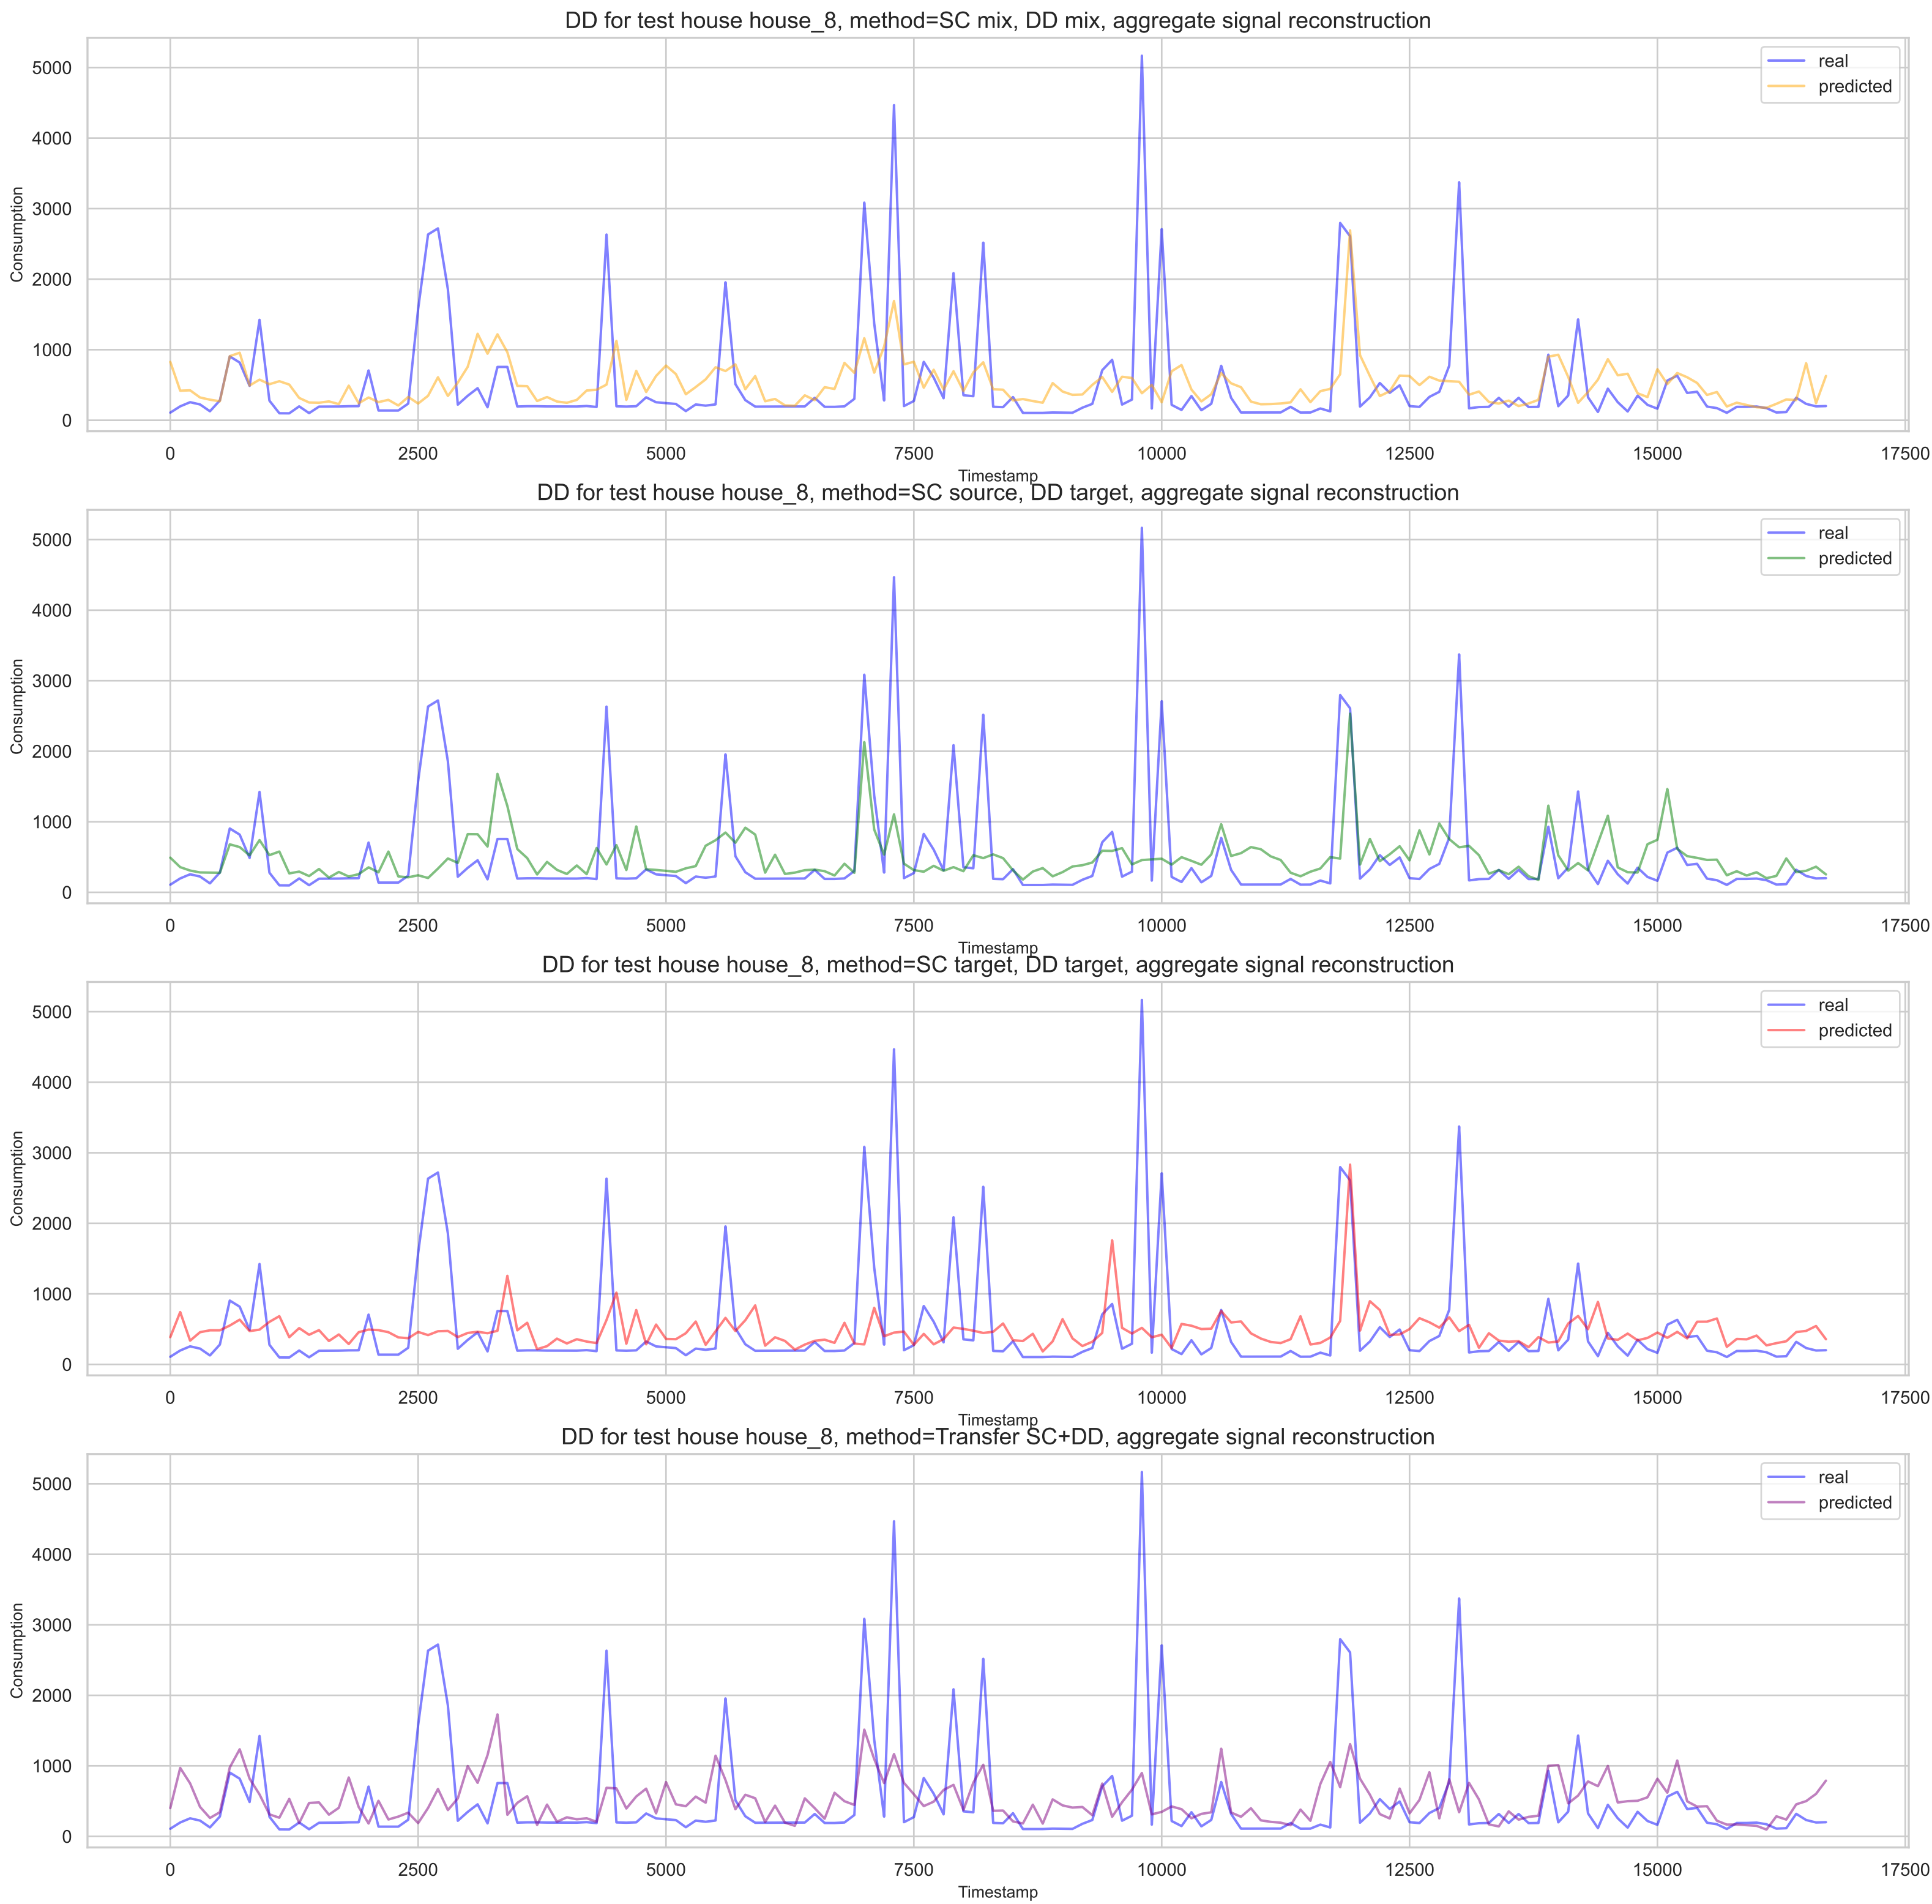 DD for test house house_8, method=SC mix, DD mix, aggregate signal reconstruction
real
predicted
Consumption
5000
4000
3000
2000
1000
0
0 2500 5000 7500 10000 12500 15000 17500
Timestamp
DD for test house house_8, method=SC source, DD target, aggregate signal reconstruction
real
predicted
Consumption
5000
4000
3000
2000
1000
0
0 2500 5000 7500 10000 12500 15000 17500
Timestamp
DD for test house house_8, method=SC target, DD target, aggregate signal reconstruction
real
predicted
Consumption
5000
4000
3000
2000
1000
0
0 2500 5000 7500 10000 12500 15000 17500
Timestamp
DD for test house house_8, method=Transfer SC+DD, aggregate signal reconstruction
real
predicted
Consumption
5000
4000
3000
2000
1000
0
0 2500 5000 7500 10000 12500 15000 17500
Timestamp